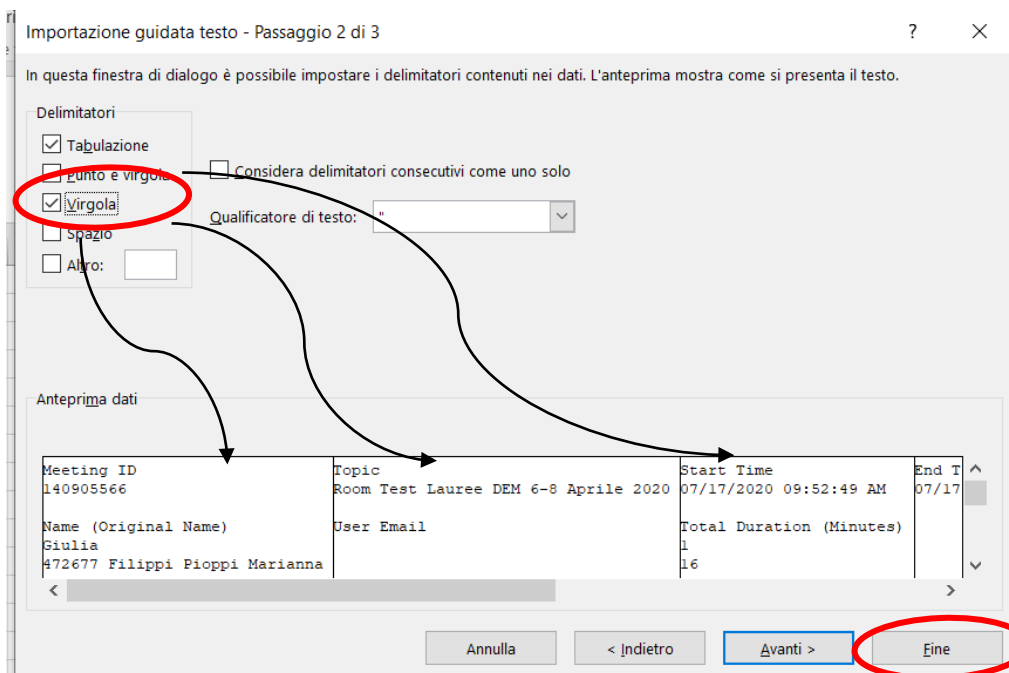 Importazione guidata testo - Passaggio 2 di 3 ?
In questa finestra di dialogo è possibile impostare i delimitatori contenuti nei dati. L'anteprima mostra come si presenta il testo.
Delimitatori
Tabulazione
Punto e virgola
Virgola
Spazio
Altro:
Considera delimitatori consecutivi come uno solo
Qualificatore di testo: "
Anteprima dati
Meeting ID Topic Start Time End T
140905566 Room Test Lauree DEM 6-8 Aprile 2020 07/17/2020 09:52:49 AM 07/17
Name (Original Name) User Email Total Duration (Minutes)
Giulia 1
472677 Filippi Pioppi Marianna 16
Annulla < Indietro Avanti > Fine